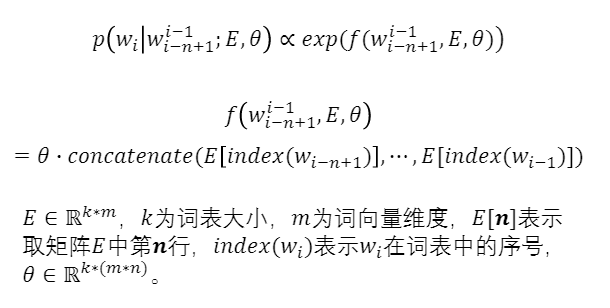 p(w_i|w_{i-n+1}^{i-1}; E, θ) ∝ exp(f(w_{i-n+1}^{i-1}, E, θ))
f(w_{i-n+1}^{i-1}, E, θ)
= θ · concatenate(E[index(w_{i-n+1})], ⋯, E[index(w_{i-1})])
E ∈ ℝ^{k*m}，k为词表大小，m为词向量维度，E[n]表示
取矩阵E中第n行，index(w_i)表示w_i在词表中的序号，
θ ∈ ℝ^{k*(m*n)}。